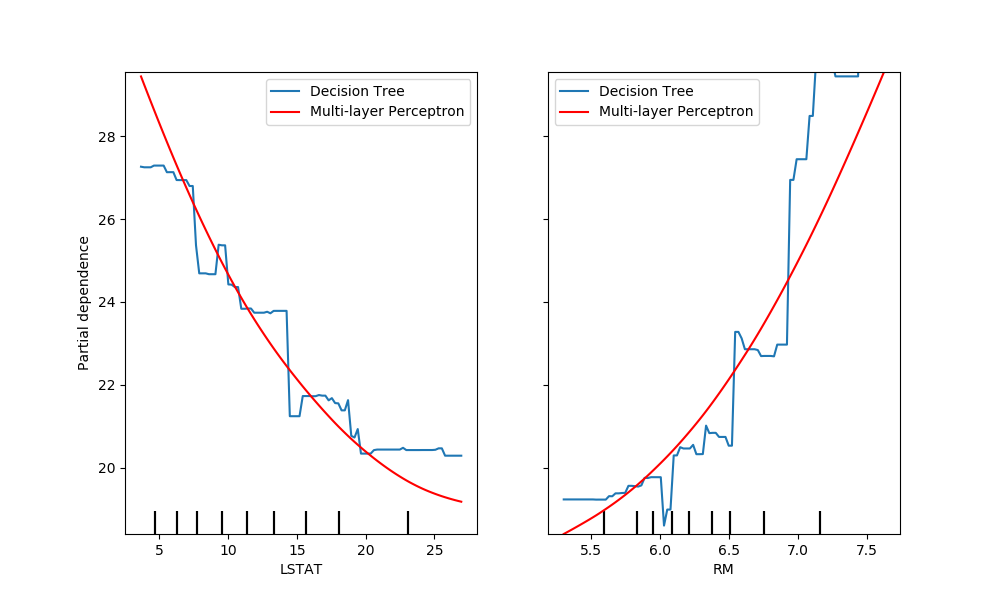 Decision Tree
Multi-layer Perceptron
Decision Tree
Multi-layer Perceptron
Partial dependence
28
26
24
22
20
5 10 15 20 25
LSTAT
5.5 6.0 6.5 7.0 7.5
RM